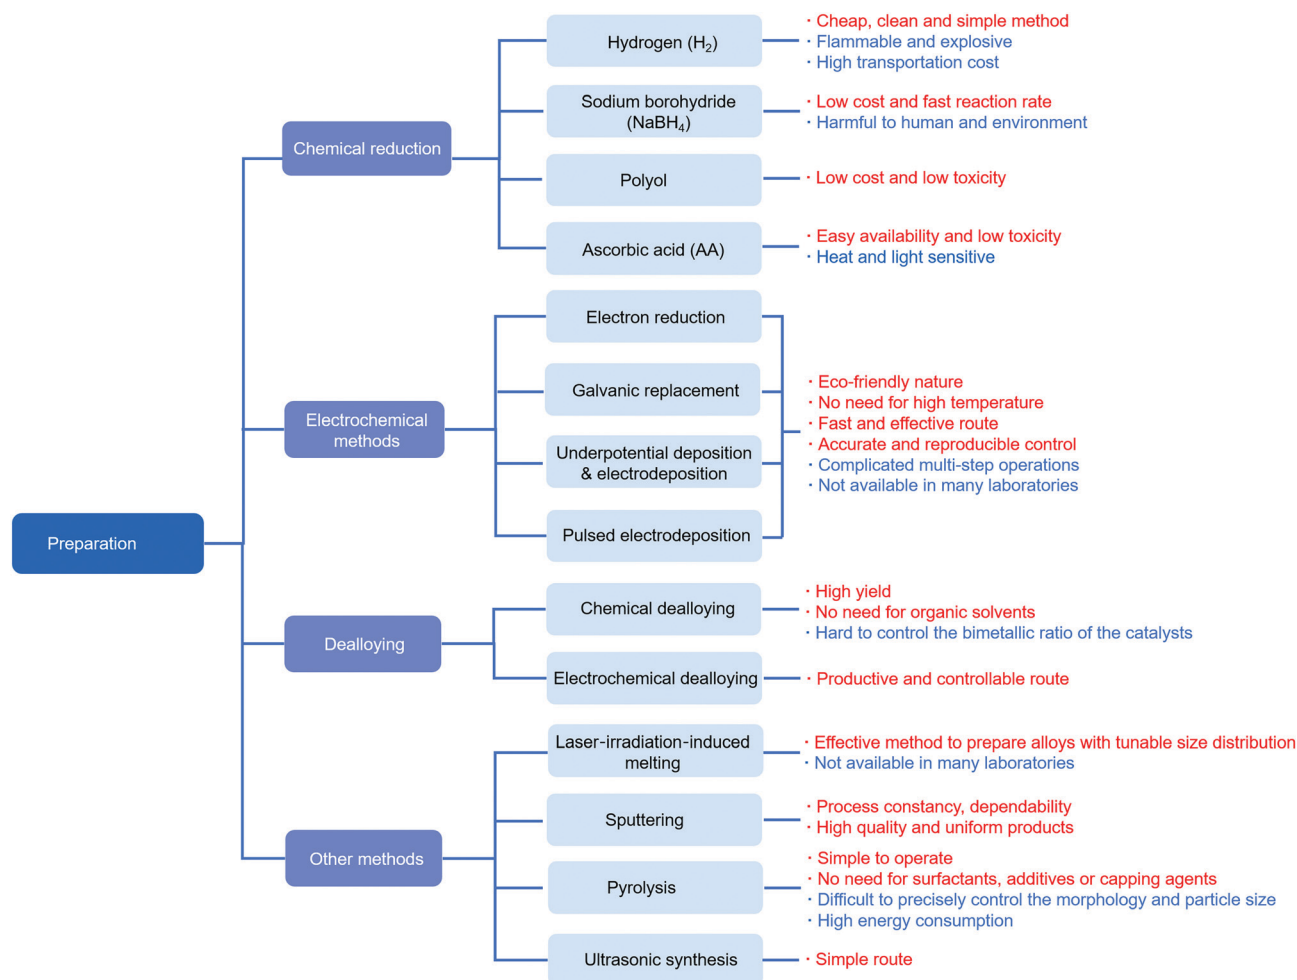 Preparation
Chemical reduction
Hydrogen (H₂)
· Cheap, clean and simple method
· Flammable and explosive
· High transportation cost
Sodium borohydride
(NaBH₄)
· Low cost and fast reaction rate
· Harmful to human and environment
Polyol
· Low cost and low toxicity
Ascorbic acid (AA)
· Easy availability and low toxicity
· Heat and light sensitive
Electrochemical
methods
Electron reduction
Galvanic replacement
Underpotential deposition
& electrodeposition
Pulsed electrodeposition
· Eco-friendly nature
· No need for high temperature
· Fast and effective route
· Accurate and reproducible control
· Complicated multi-step operations
· Not available in many laboratories
Dealloying
Chemical dealloying
· High yield
· No need for organic solvents
· Hard to control the bimetallic ratio of the catalysts
Electrochemical dealloying
· Productive and controllable route
Other methods
Laser-irradiation-induced
melting
· Effective method to prepare alloys with tunable size distribution
· Not available in many laboratories
Sputtering
· Process constancy, dependability
· High quality and uniform products
Pyrolysis
· Simple to operate
· No need for surfactants, additives or capping agents
· Difficult to precisely control the morphology and particle size
· High energy consumption
Ultrasonic synthesis
· Simple route